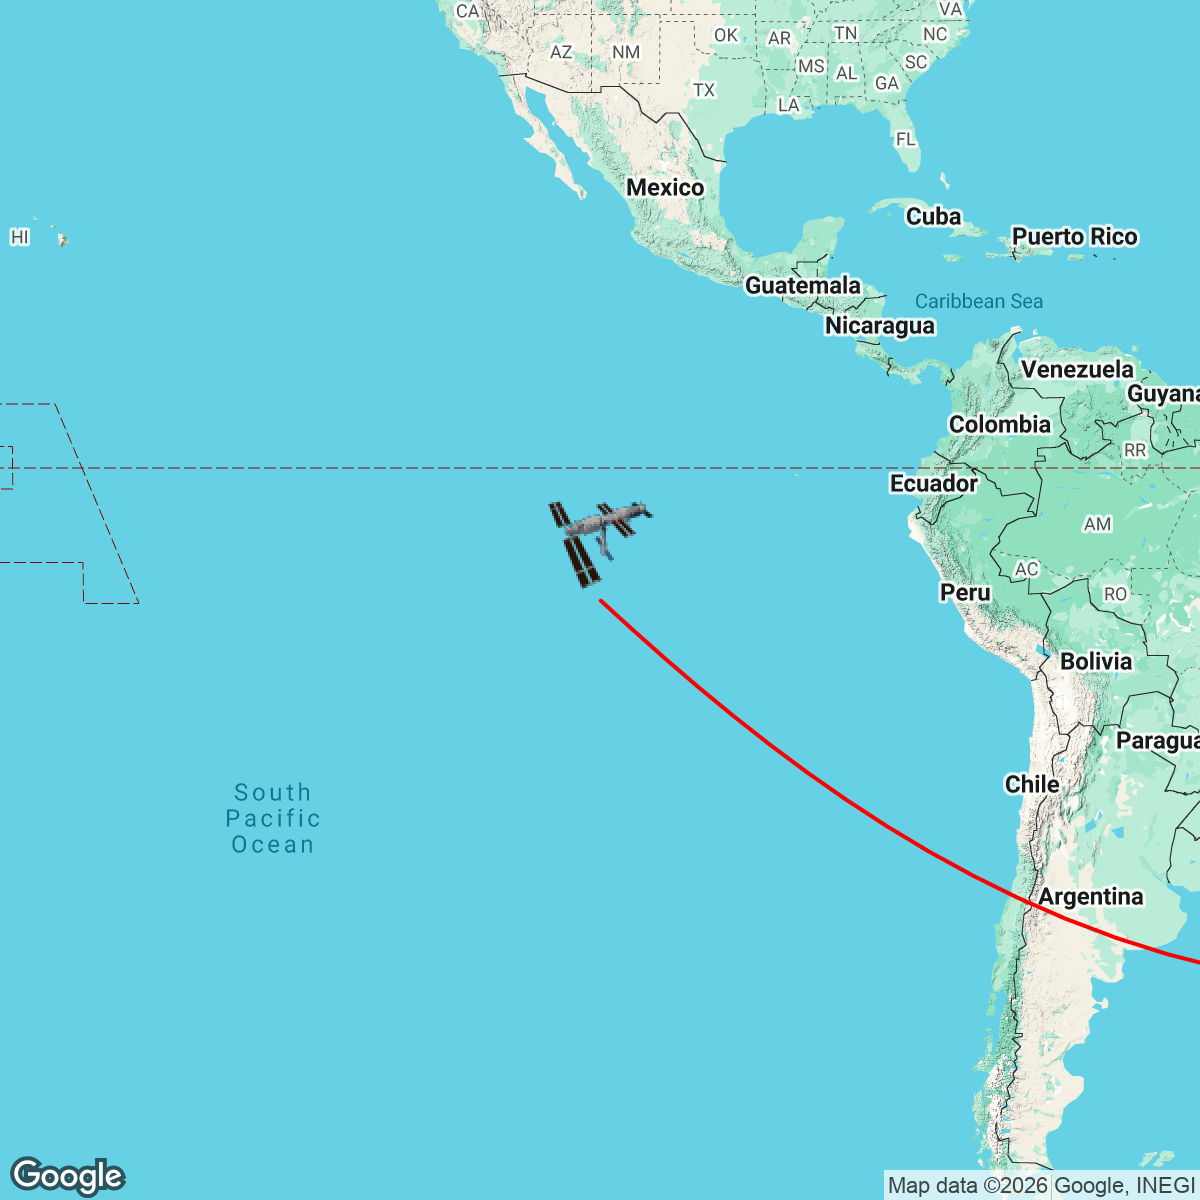 CA
VA
OK
AR
TN
NC
AZ
NM
MS
AL
SC
GA
TX
LA
FL
Mexico
Cuba
HI
Puerto Rico
Guatemala
Caribbean Sea
Nicaragua
Venezuela
Guyana
Colombia
RR
Ecuador
AM
AC
Peru
RO
Bolivia
Paragua
Chile
South
Pacific
Ocean
Argentina
Google
Map data ©2026 Google, INEGI